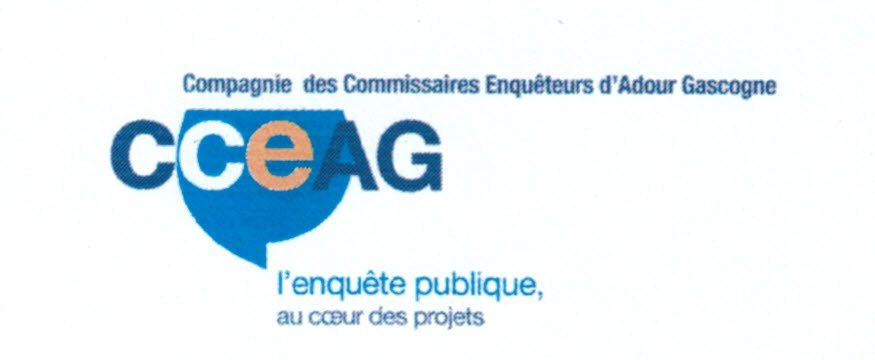 Compagnie des Commissaires Enquêteurs d'Adour Gascogne
CCeAG
l'enquête publique,
au cœur des projets